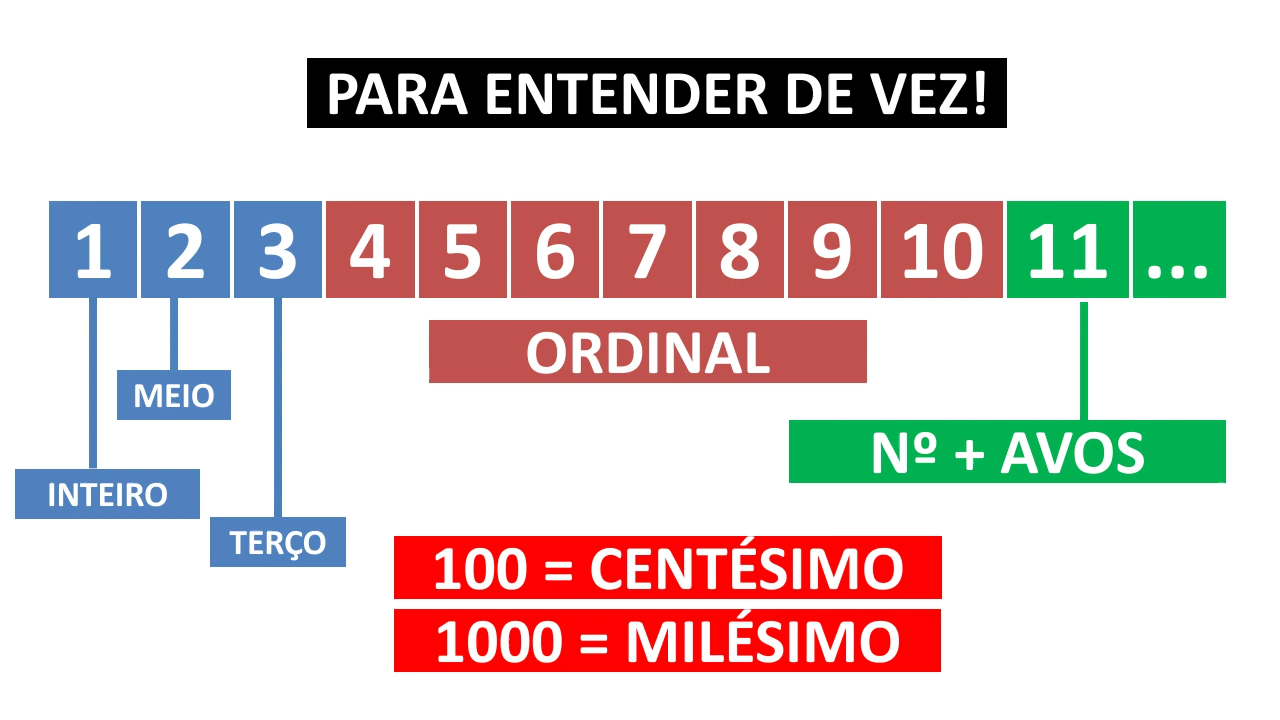 PARA ENTENDER DE VEZ!
1 2 3 4 5 6 7 8 9 10 11 ...
ORDINAL
MEIO
Nº + AVOS
INTEIRO
TERÇO
100 = CENTÉSIMO
1000 = MILÉSIMO